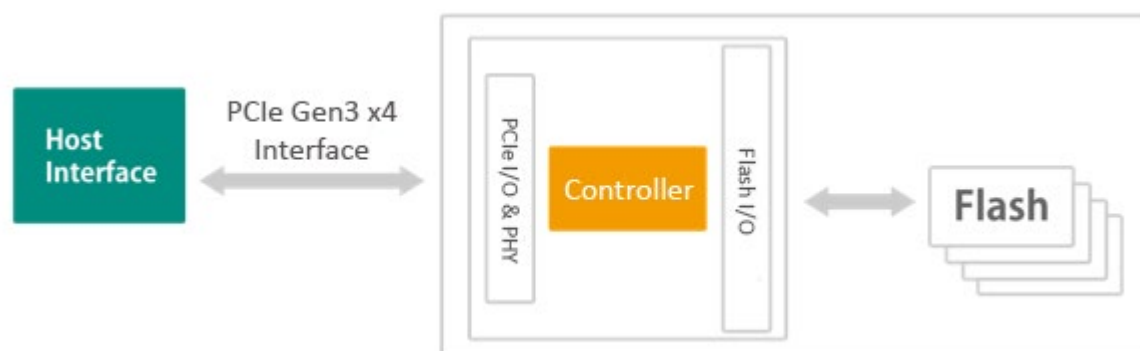 Host
Interface
PCIe Gen3 x4
Interface
PCIe I/O & PHY
Controller
Flash I/O
Flash